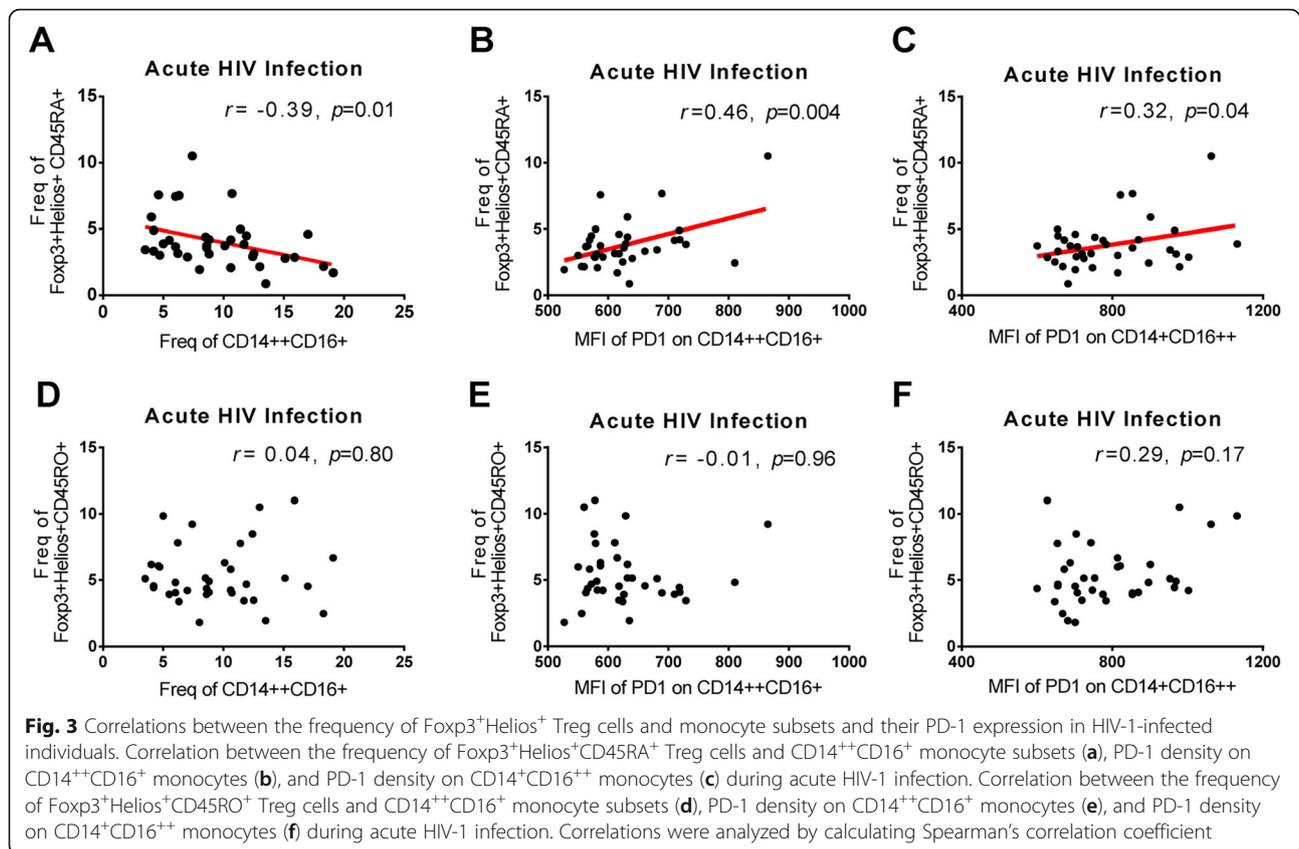 A
Acute HIV Infection
r= -0.39, p=0.01
Freq of
Foxp3+Helios+ CD45RA+
15
10
5
0
0 5 10 15 20 25
Freq of CD14++CD16+
B
Acute HIV Infection
r=0.46, p=0.004
Freq of
Foxp3+Helios+CD45RA+
15
10
5
0
500 600 700 800 900 1000
MFI of PD1 on CD14++CD16+
C
Acute HIV Infection
r=0.32, p=0.04
Freq of
Foxp3+Helios+CD45RA+
15
10
5
0
400 800 1200
MFI of PD1 on CD14+CD16++
D
Acute HIV Infection
r= 0.04, p=0.80
Freq of
Foxp3+Helios+CD45RO+
15
10
5
0
0 5 10 15 20 25
Freq of CD14++CD16+
E
Acute HIV Infection
r= -0.01, p=0.96
Freq of
Foxp3+Helios+CD45RO+
15
10
5
0
500 600 700 800 900 1000
MFI of PD1 on CD14++CD16+
F
Acute HIV Infection
r=0.29, p=0.17
Freq of
Foxp3+Helios+CD45RO+
15
10
5
0
400 800 1200
MFI of PD1 on CD14+CD16++
Fig. 3 Correlations between the frequency of Foxp3⁺Helios⁺ Treg cells and monocyte subsets and their PD-1 expression in HIV-1-infected
individuals. Correlation between the frequency of Foxp3⁺Helios⁺CD45RA⁺ Treg cells and CD14⁺⁺CD16⁺ monocyte subsets (a), PD-1 density on
CD14⁺⁺CD16⁺ monocytes (b), and PD-1 density on CD14⁺CD16⁺⁺ monocytes (c) during acute HIV-1 infection. Correlation between the frequency
of Foxp3⁺Helios⁺CD45RO⁺ Treg cells and CD14⁺⁺CD16⁺ monocyte subsets (d), PD-1 density on CD14⁺⁺CD16⁺ monocytes (e), and PD-1 density
on CD14⁺CD16⁺⁺ monocytes (f) during acute HIV-1 infection. Correlations were analyzed by calculating Spearman's correlation coefficient